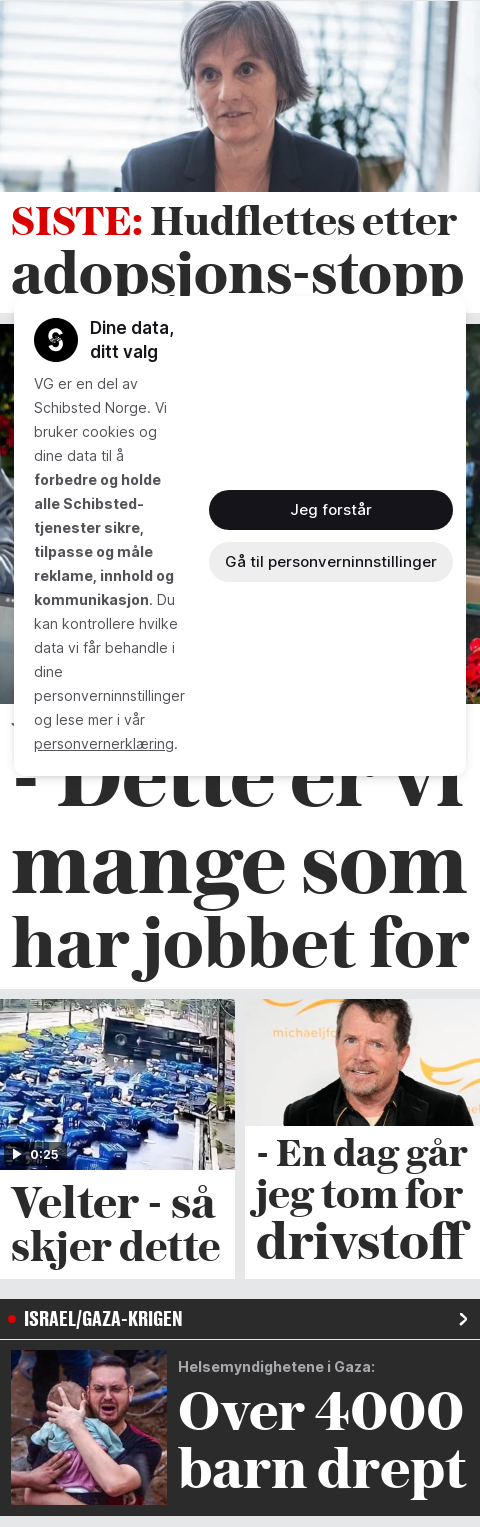 SISTE: Hudflettes etter
adopsjons-stopp
Dine data,
ditt valg
VG er en del av
Schibsted Norge. Vi
bruker cookies og
dine data til å
forbedre og holde
alle Schibsted-
tjenester sikre,
tilpasse og måle
reklame, innhold og
kommunikasjon. Du
kan kontrollere hvilke
data vi får behandle i
dine
personverninnstillinger
og lese mer i vår
personvernerklæring.
Jeg forstår
Gå til personverninnstillinger
- Dette er vi
mange som
har jobbet for
0:25
Velter - så
skjer dette
- En dag går
jeg tom for
drivstoff
ISRAEL/GAZA-KRIGEN
Helsemyndighetene i Gaza:
Over 4000
barn drept